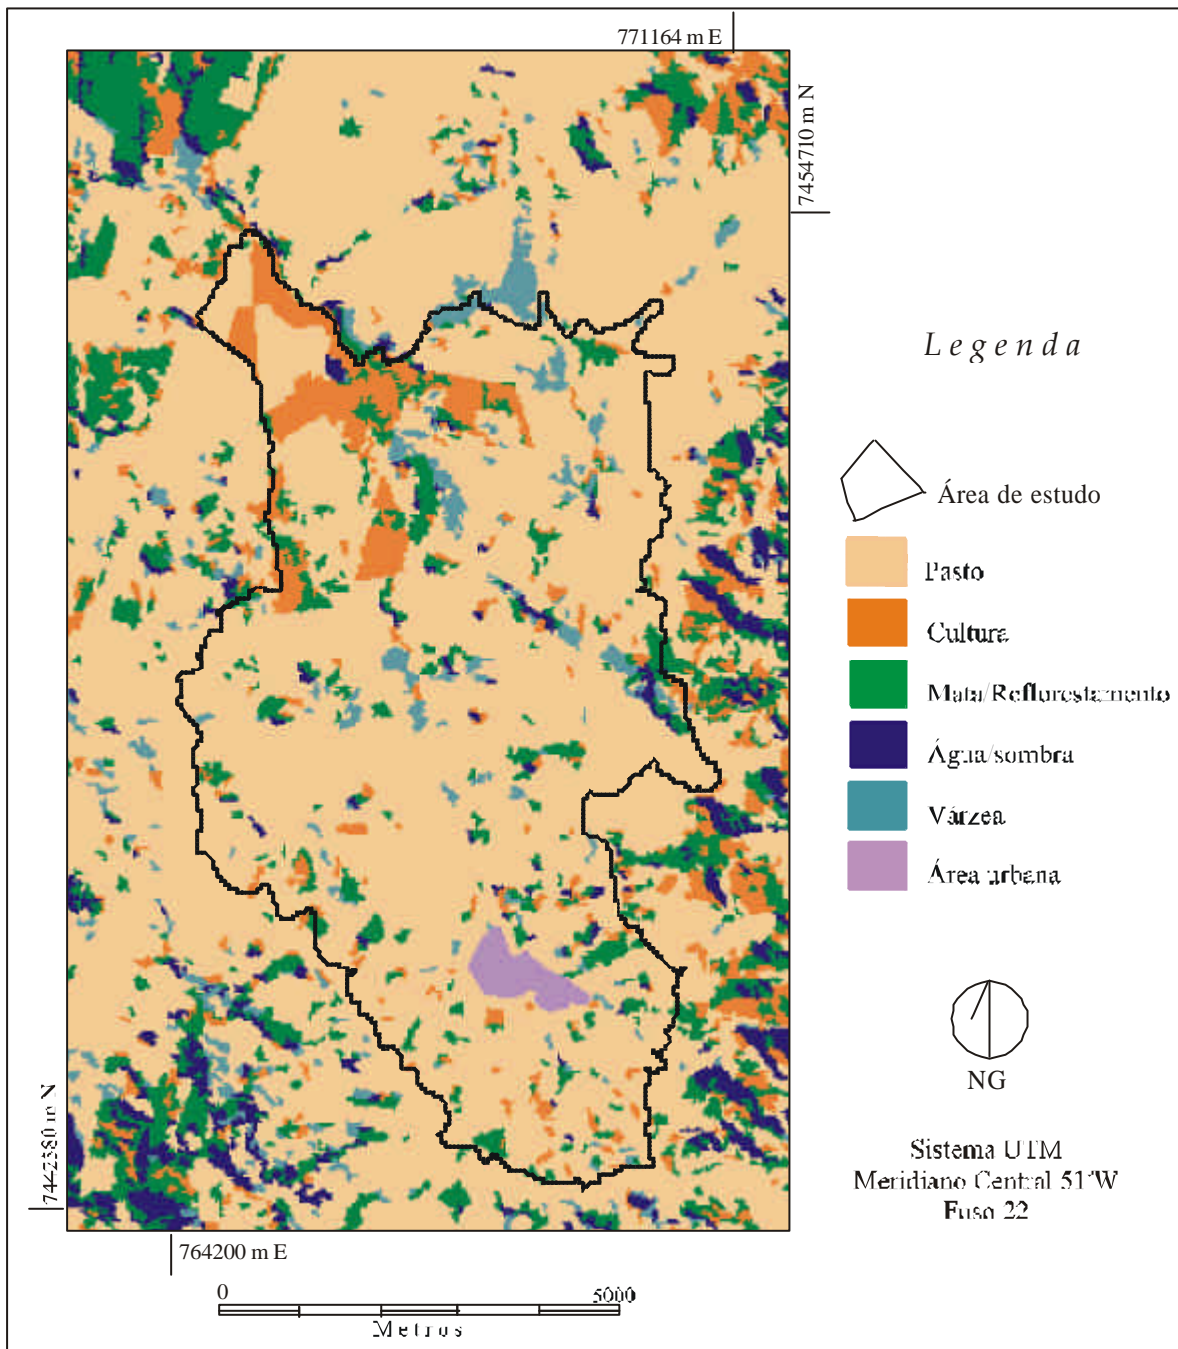 771164 m E
7454710 m N
Legenda
Área de estudo
Pasto
Cultura
Mata/Reflorestamento
Água/sombra
Várzea
Área urbana
NG
Sistema UTM
Meridiano Central 51°W
Fuso 22
7442380 m N
764200 m E
0 5000
Metros